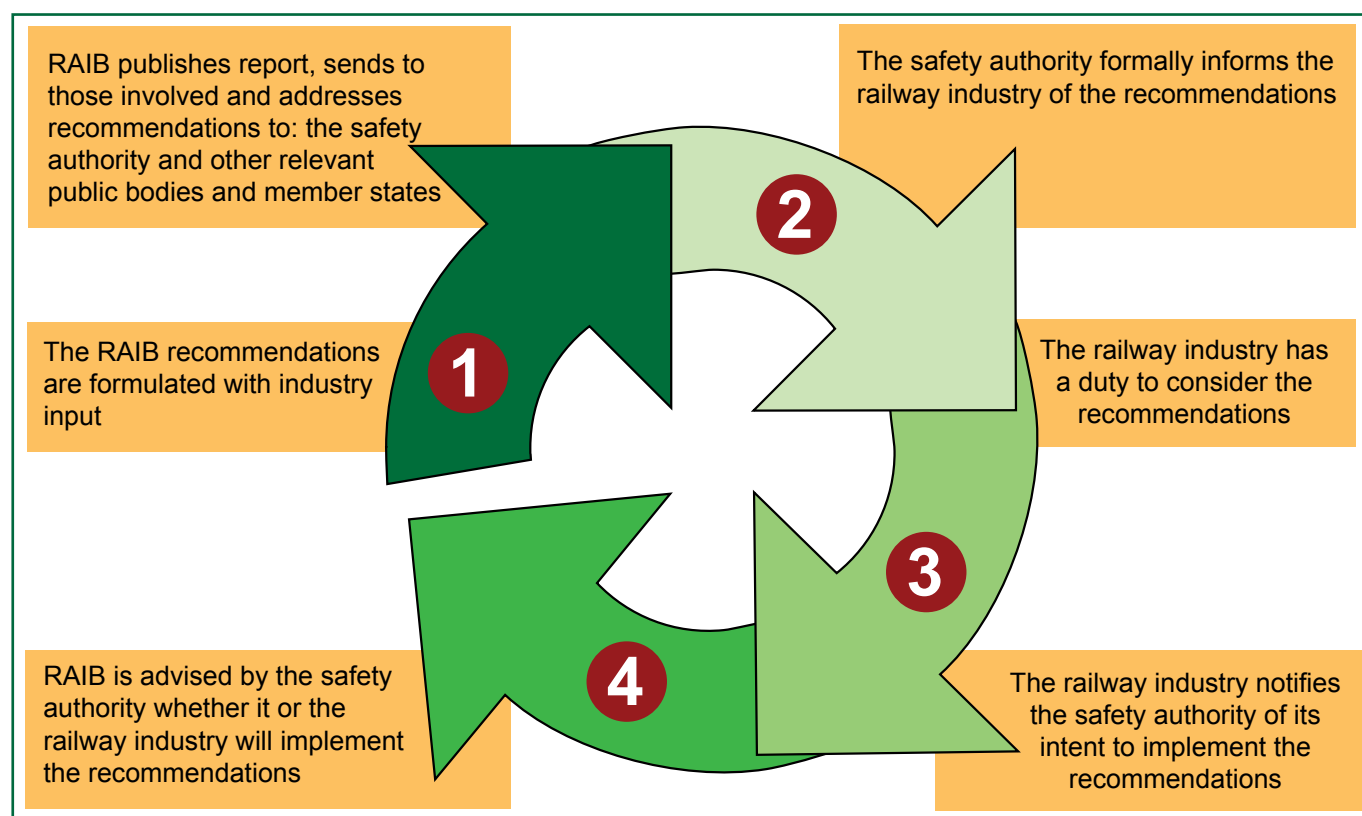 RAIB publishes report, sends to
those involved and addresses
recommendations to: the safety
authority and other relevant
public bodies and member states
The safety authority formally informs the
railway industry of the recommendations
2
The RAIB recommendations
are formulated with industry
input
1
The railway industry has
a duty to consider the
recommendations
3
RAIB is advised by the safety
authority whether it or the
railway industry will implement
the recommendations
4
The railway industry notifies
the safety authority of its
intent to implement the
recommendations